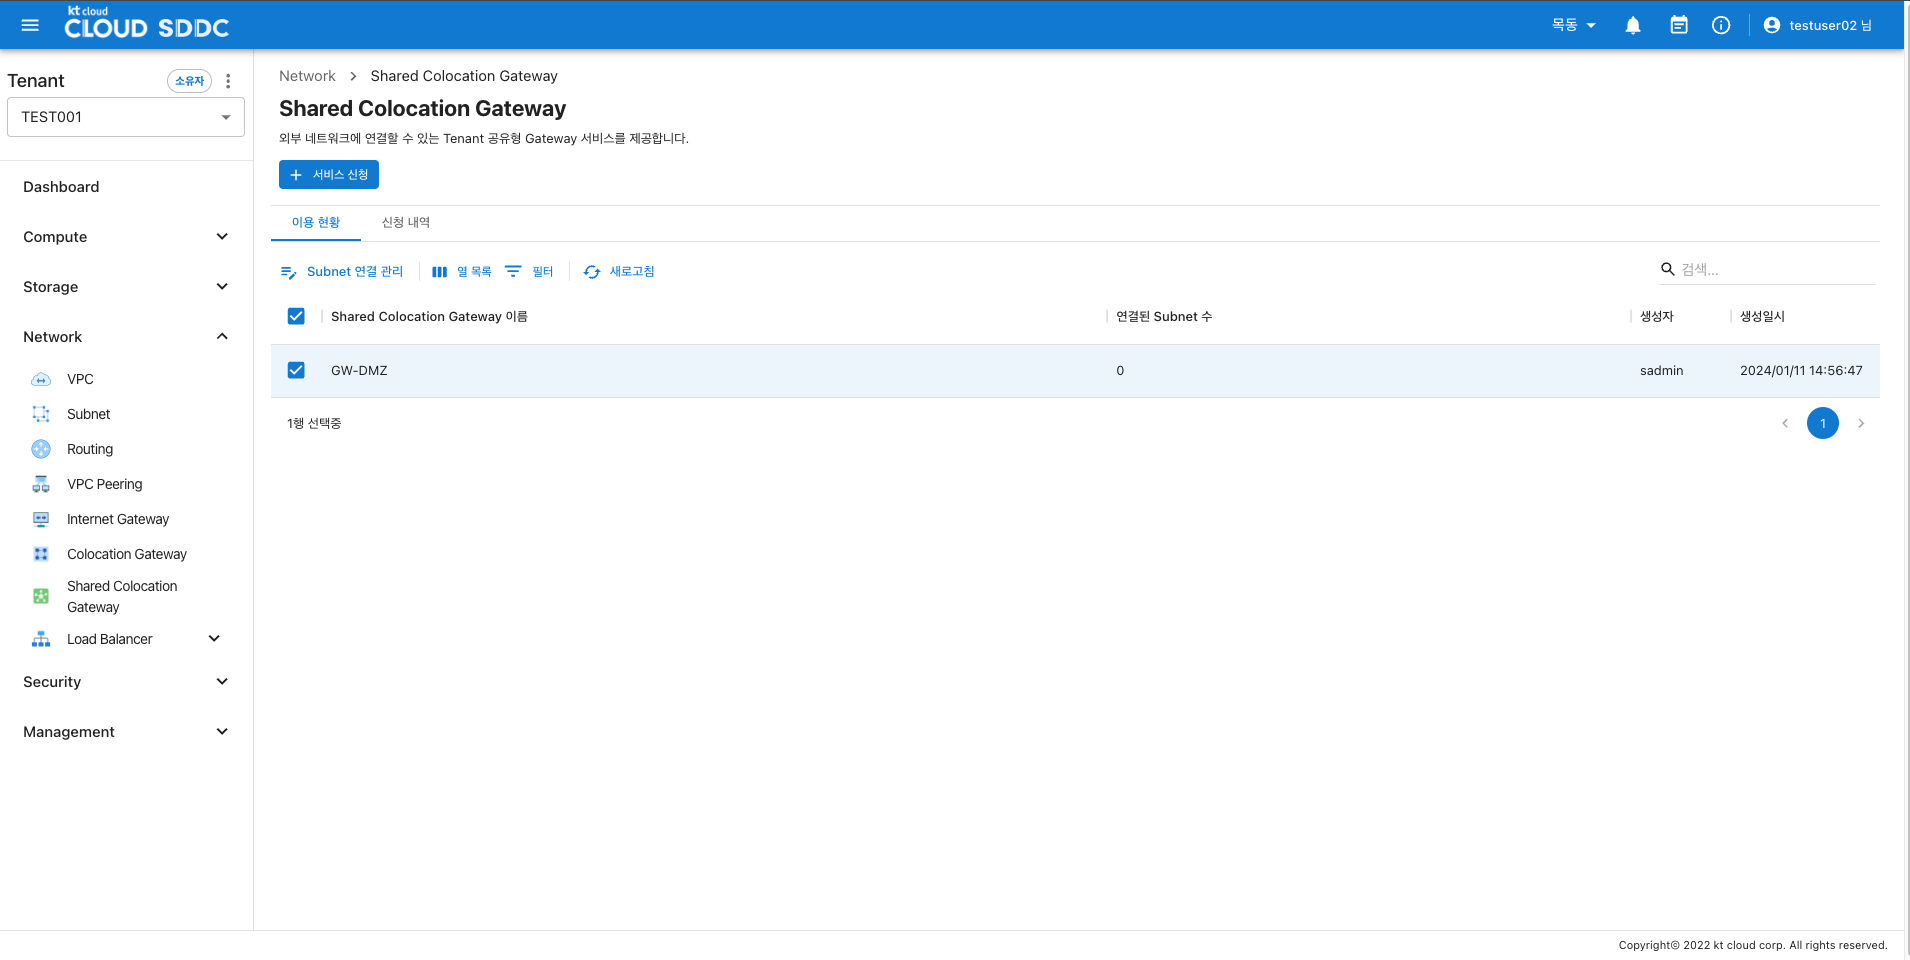 kt cloud
CLOUD SDDC
목동
testuser02 님
Tenant
소유자
TEST001
Dashboard
Compute
Storage
Network
VPC
Subnet
Routing
VPC Peering
Internet Gateway
Colocation Gateway
Shared Colocation
Gateway
Load Balancer
Security
Management
Network > Shared Colocation Gateway
Shared Colocation Gateway
외부 네트워크에 연결할 수 있는 Tenant 공유형 Gateway 서비스를 제공합니다.
+ 서비스 신청
이용 현황 신청 내역
Subnet 연결 관리 열 목록 필터 새로고침
검색...
Shared Colocation Gateway 이름 연결된 Subnet 수 생성자 생성일시
GW-DMZ 0 sadmin 2024/01/11 14:56:47
1행 선택중
1
Copyright© 2022 kt cloud corp. All rights reserved.